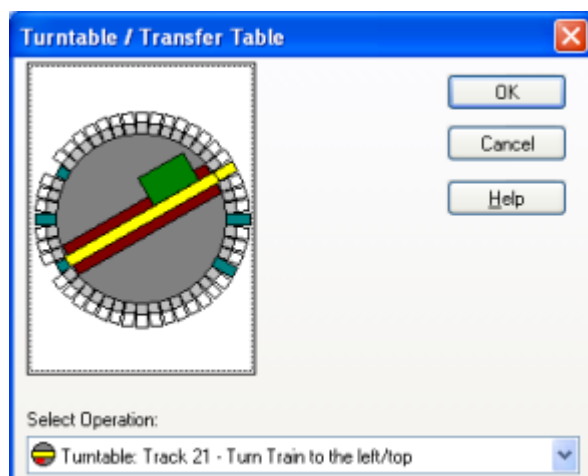 Turntable / Transfer Table
OK
Cancel
Help
Select Operation:
Turntable: Track 21 - Turn Train to the left/top